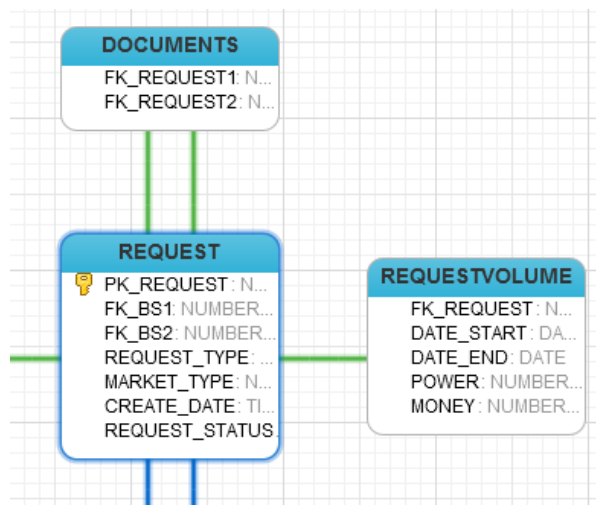 DOCUMENTS
FK_REQUEST1: N...
FK_REQUEST2: N...
REQUEST
PK_REQUEST: N...
FK_BS1: NUMBER...
FK_BS2: NUMBER...
REQUEST_TYPE: ...
MARKET_TYPE: N...
CREATE_DATE: TI...
REQUEST_STATUS
REQUESTVOLUME
FK_REQUEST: N...
DATE_START: DA...
DATE_END: DATE
POWER: NUMBER...
MONEY: NUMBER...